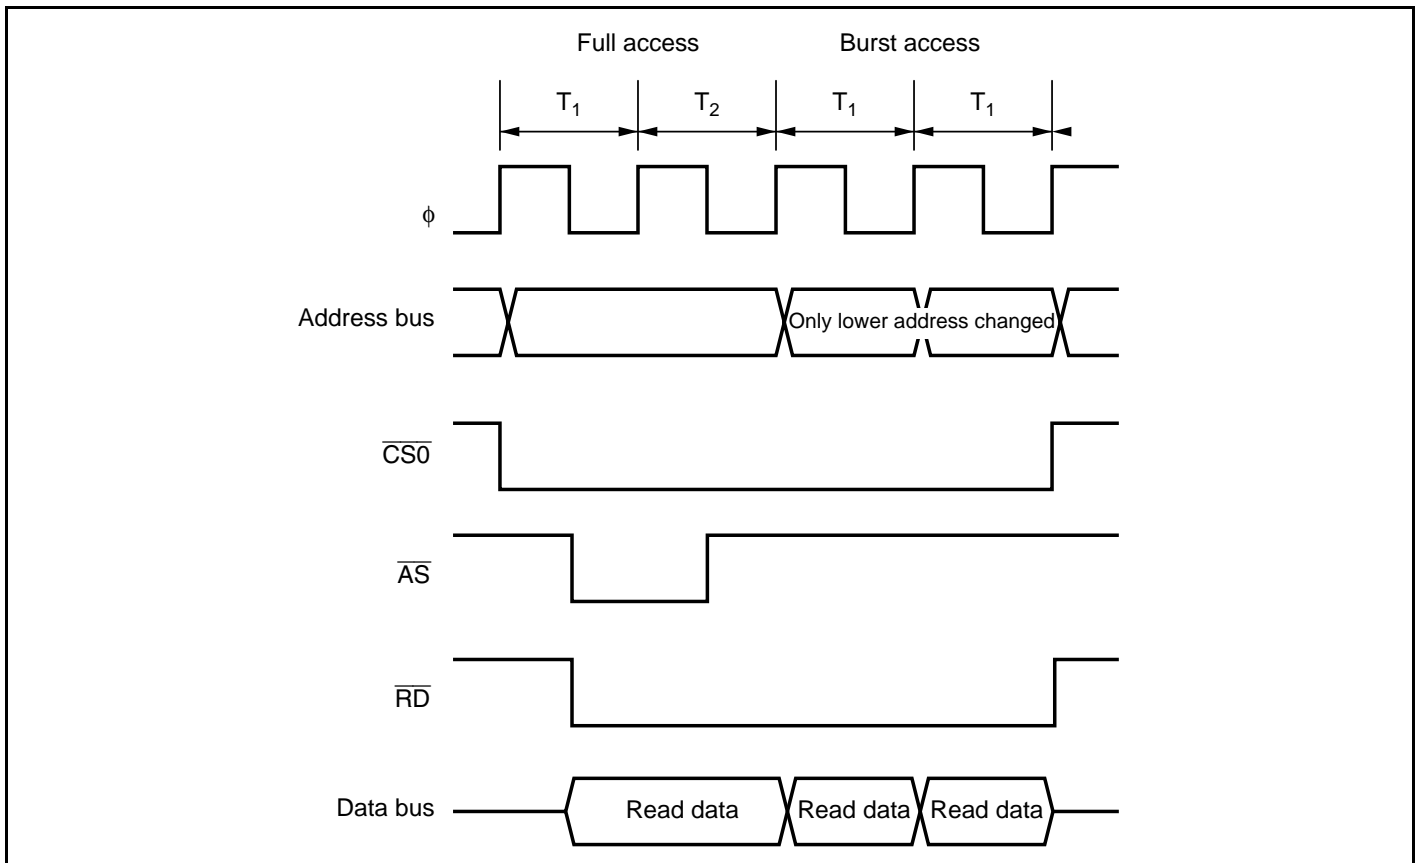 Full access Burst access
T1 T2 T1 T1
ϕ
Address bus
Only lower address changed
CS0
AS
RD
Data bus
Read data Read data Read data